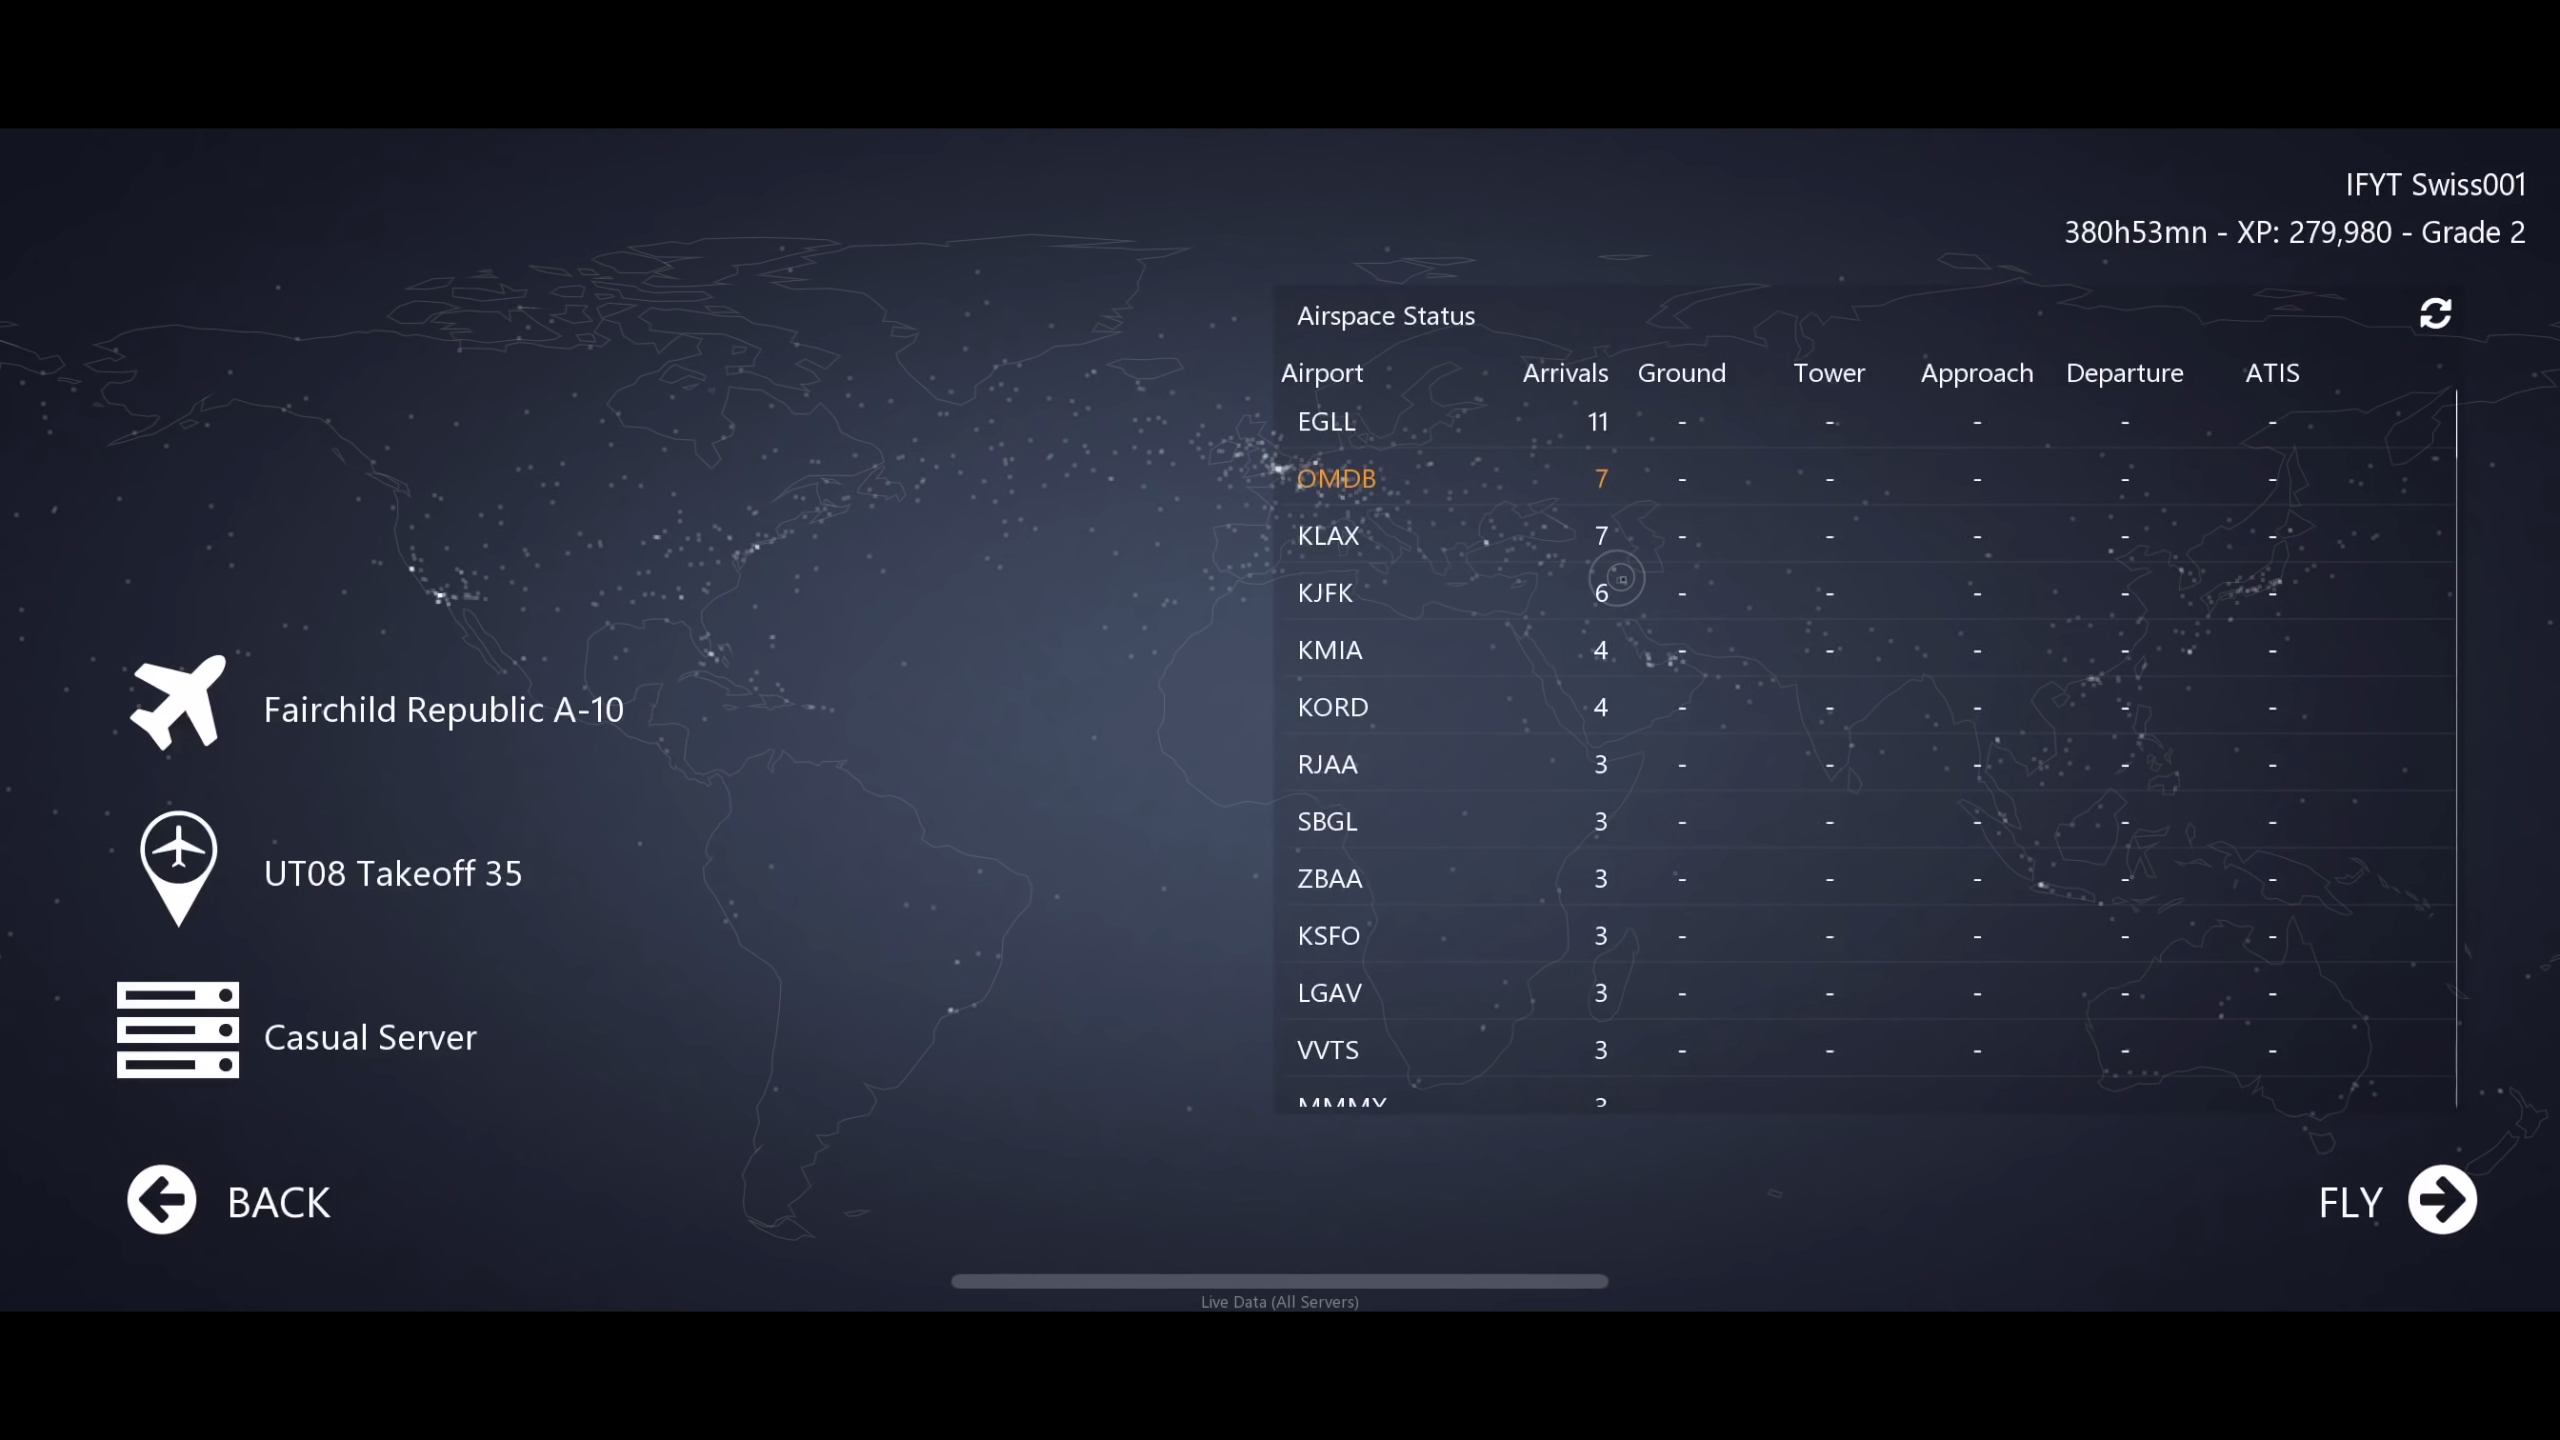 IFYT Swiss001
380h53mn - XP: 279,980 - Grade 2
Airspace Status
Airport Arrivals Ground Tower Approach Departure ATIS
EGLL 11 - - - - -
OMDB 7 - - - - -
KLAX 7 - - - - -
KJFK 6 - - - - -
KMIA 4 - - - - -
KORD 4 - - - - -
RJAA 3 - - - - -
SBGL 3 - - - - -
ZBAA 3 - - - - -
KSFO 3 - - - - -
LGAV 3 - - - - -
VVTS 3 - - - - -
Fairchild Republic A-10
UT08 Takeoff 35
Casual Server
BACK
FLY
Live Data (All Servers)